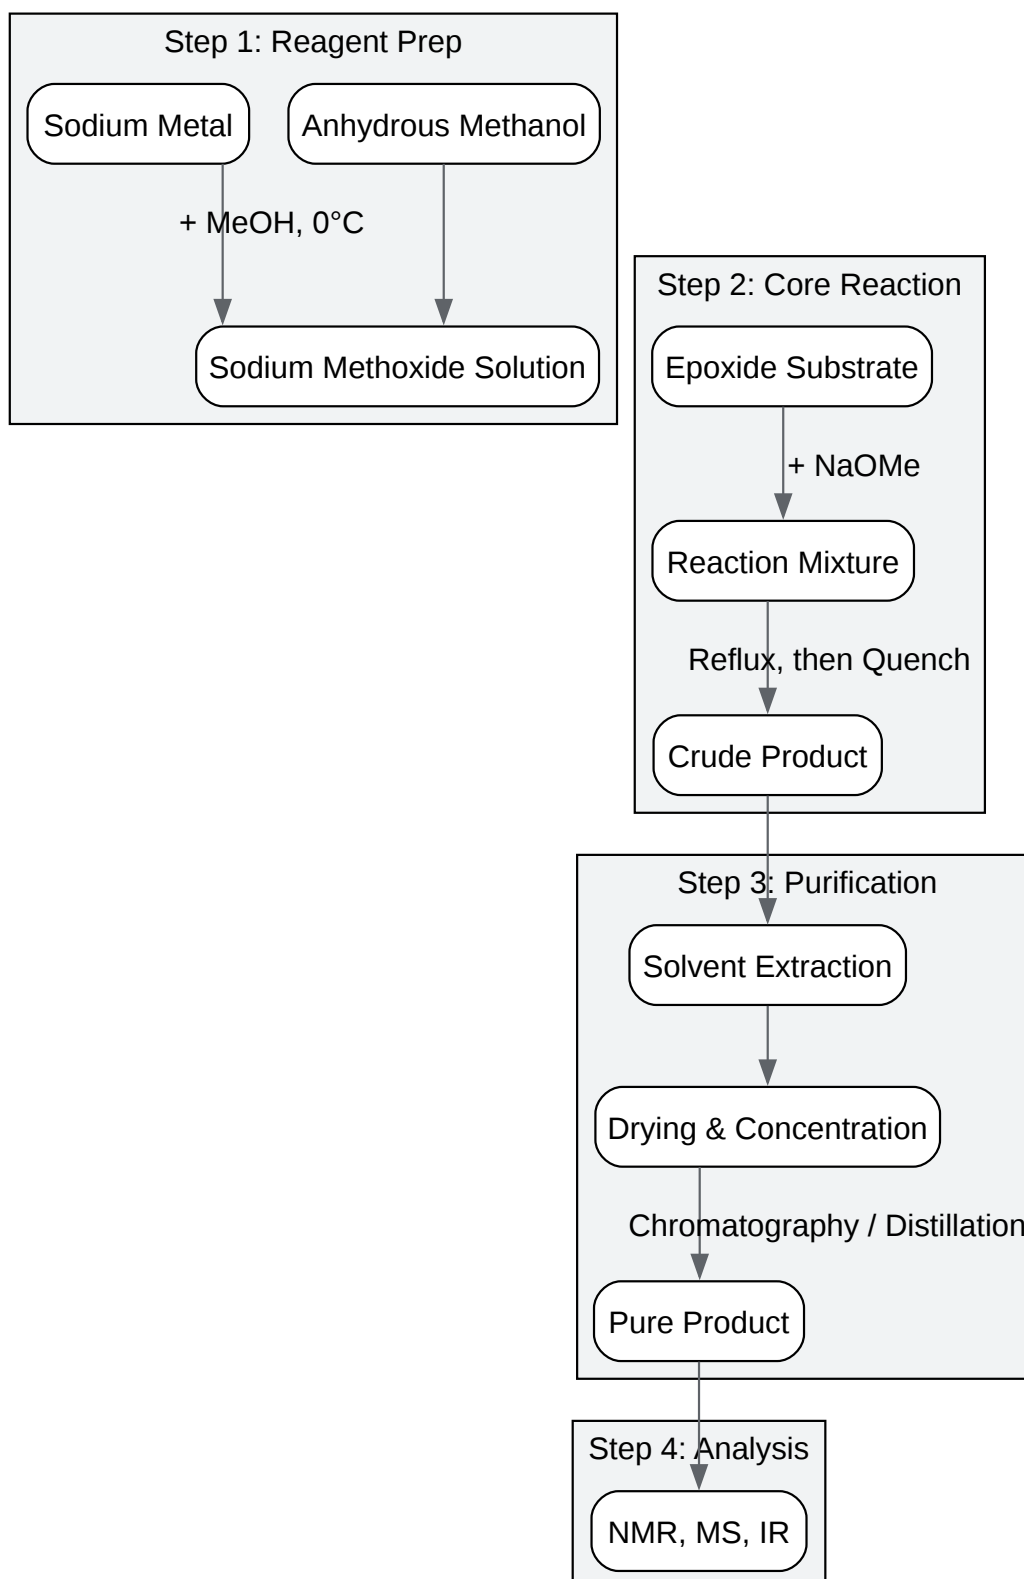 Step 1: Reagent Prep
Sodium Metal
Anhydrous Methanol
+ MeOH, 0°C
Sodium Methoxide Solution
Step 2: Core Reaction
Epoxide Substrate
+ NaOMe
Reaction Mixture
Reflux, then Quench
Crude Product
Step 3: Purification
Solvent Extraction
Drying & Concentration
Chromatography / Distillation
Pure Product
Step 4: Analysis
NMR, MS, IR